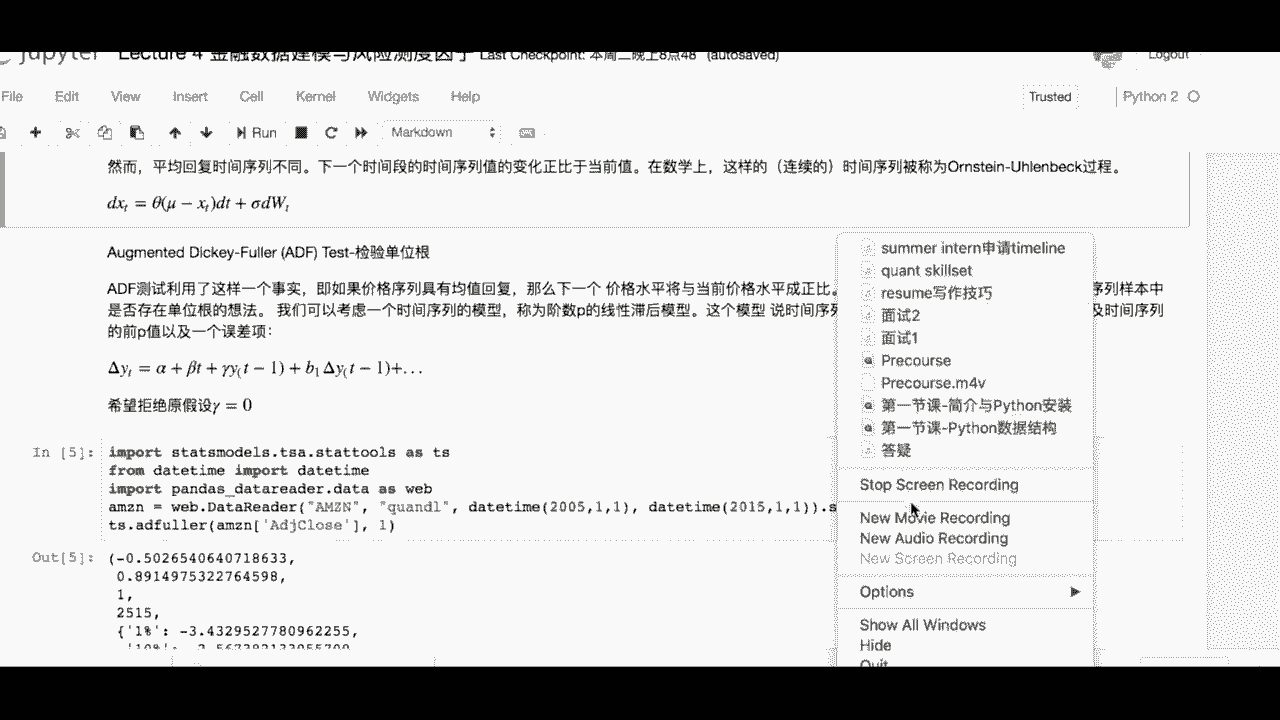 jupyter Lecture 4 金融数据建模与风险测度因子 Last Checkpoint: 本周二晚上8点48 (autosaved) Logout
File Edit View Insert Cell Kernel Widgets Help Trusted Python 2
Run Markdown
然而，平均回复时间序列不同。下一个时间段的时间序列值的变化正比于当前值。在数学上，这样的（连续的）时间序列被称为Ornstein-Uhlenbeck过程。
dx_t = θ(μ − x_t)dt + σdW_t
Augmented Dickey-Fuller (ADF) Test-检验单位根
ADF测试利用了这样一个事实，即如果价格序列具有均值回复，那么下一个 价格水平将与当前价格水平成正比。 序列样本中
是否存在单位根的想法。 我们可以考虑一个时间序列的模型，称为阶数p的线性滞后模型。这个模型 说时间序列 及时间序列
的前p值以及一个误差项：
Δy_t = α + βt + γy_(t − 1) + b_1Δy_(t − 1)+...
希望拒绝原假设γ = 0
In [5]: import statsmodels.tsa.stattools as ts
from datetime import datetime
import pandas_datareader.data as web
amzn = web.DataReader("AMZN", "quandl", datetime(2005,1,1), datetime(2015,1,1)).s
ts.adfuller(amzn['AdjClose'], 1)
Out[5]: (-0.5026540640718633,
0.8914975322764598,
1,
2515,
{'1%': -3.4329527780962255,
summer intern申请timeline
quant skillset
resume写作技巧
面试2
面试1
Precourse
Precourse.m4v
第一节课-简介与Python安装
第一节课-Python数据结构
答疑
Stop Screen Recording
New Movie Recording
New Audio Recording
New Screen Recording
Options
Show All Windows
Hide
Quit